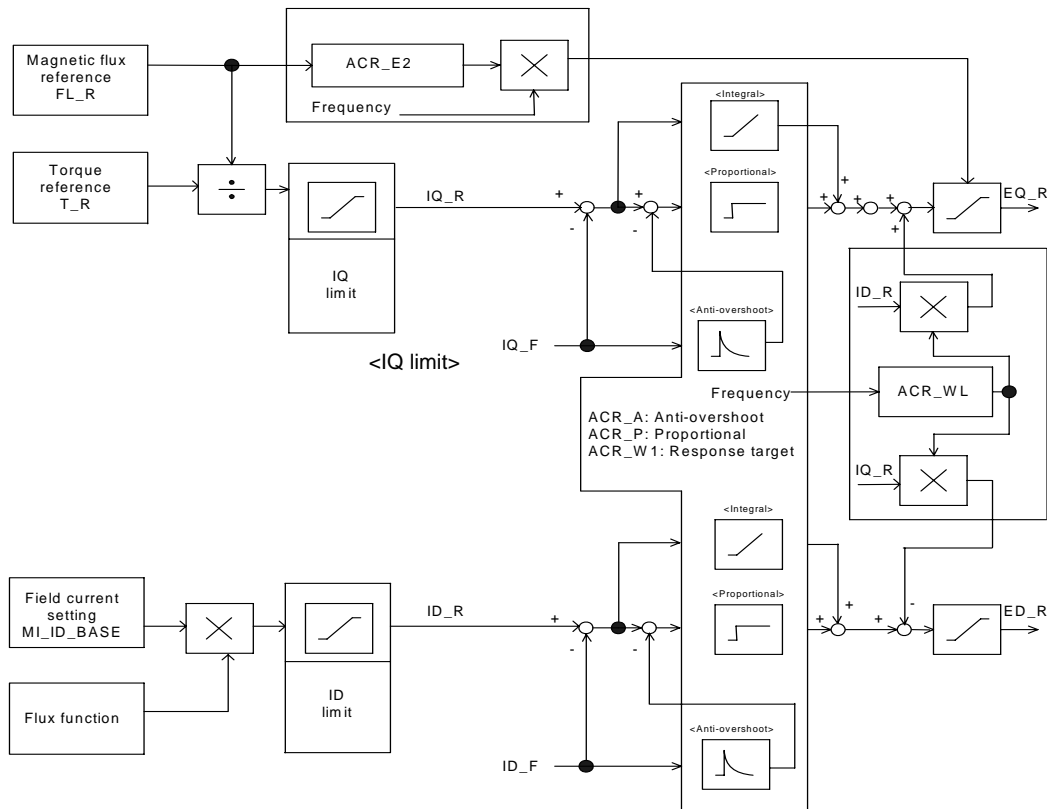 Magnetic flux
reference
FL_R
ACR_E2
Frequency
<Integral>
Torque
reference
T_R
IQ_R
+
-
+
-
<Proportional>
+
+
+
+
+
EQ_R
IQ
limit
<IQ limit>
IQ_F
<Anti-overshoot>
ID_R
Frequency
ACR_WL
ACR_A: Anti-overshoot
ACR_P: Proportional
ACR_W1: Response target
IQ_R
<Integral>
Field current
setting
MI_ID_BASE
ID_R
+
-
-
<Proportional>
+
+
+
-
ED_R
Flux function
ID
limit
<Anti-overshoot>
ID_F